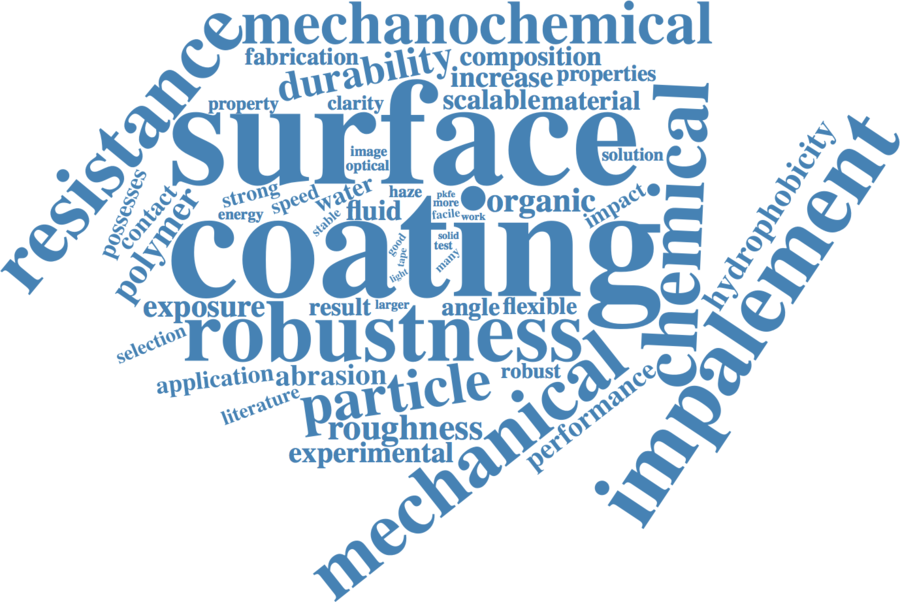 mechanochemical
resistance
fabrication
durability
composition
increase
properties
property
clarity
scalable
material
surface
chemical
image
optical
solution
possesses
contact
polymer
strong
energy
speed
stable
water
fluid
haze
pkfe
more
facile
work
organic
impact
hydrophobicity
impalement
coating
good
tape
light
solid
test
many
exposure
result
larger
angle
flexible
selection
robustness
application
abrasion
particle
robust
literature
roughness
experimental
mechanical
performance